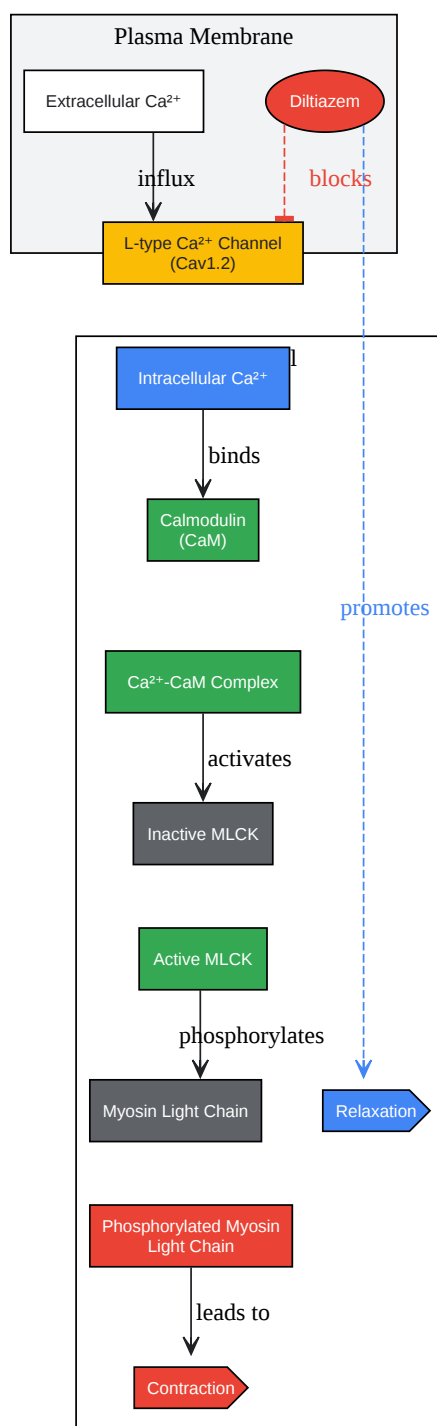 Plasma Membrane
Extracellular Ca²⁺
Diltiazem
influx
blocks
L-type Ca²⁺ Channel
(Cav1.2)
Intracellular Ca²⁺
binds
Calmodulin
(CaM)
promotes
Ca²⁺-CaM Complex
activates
Inactive MLCK
Active MLCK
phosphorylates
Myosin Light Chain
Relaxation
Phosphorylated Myosin
Light Chain
leads to
Contraction